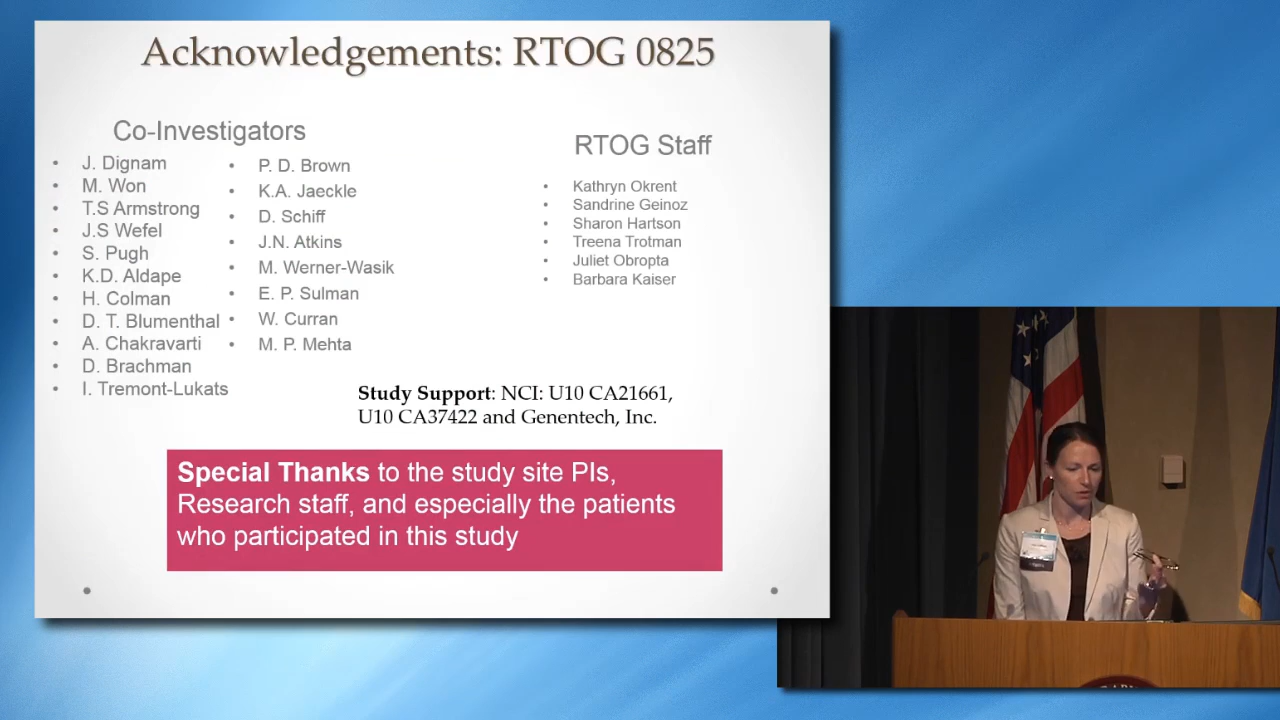 Acknowledgements: RTOG 0825
Co-Investigators
J. Dignam
M. Won
T.S Armstrong
J.S Wefel
S. Pugh
K.D. Aldape
H. Colman
D. T. Blumenthal
A. Chakravarti
D. Brachman
I. Tremont-Lukats
P. D. Brown
K.A. Jaeckle
D. Schiff
J.N. Atkins
M. Werner-Wasik
E. P. Sulman
W. Curran
M. P. Mehta
RTOG Staff
Kathryn Okrent
Sandrine Geinoz
Sharon Hartson
Treena Trotman
Juliet Obropta
Barbara Kaiser
Study Support: NCI: U10 CA21661,
U10 CA37422 and Genentech, Inc.
Special Thanks to the study site PIs,
Research staff, and especially the patients
who participated in this study